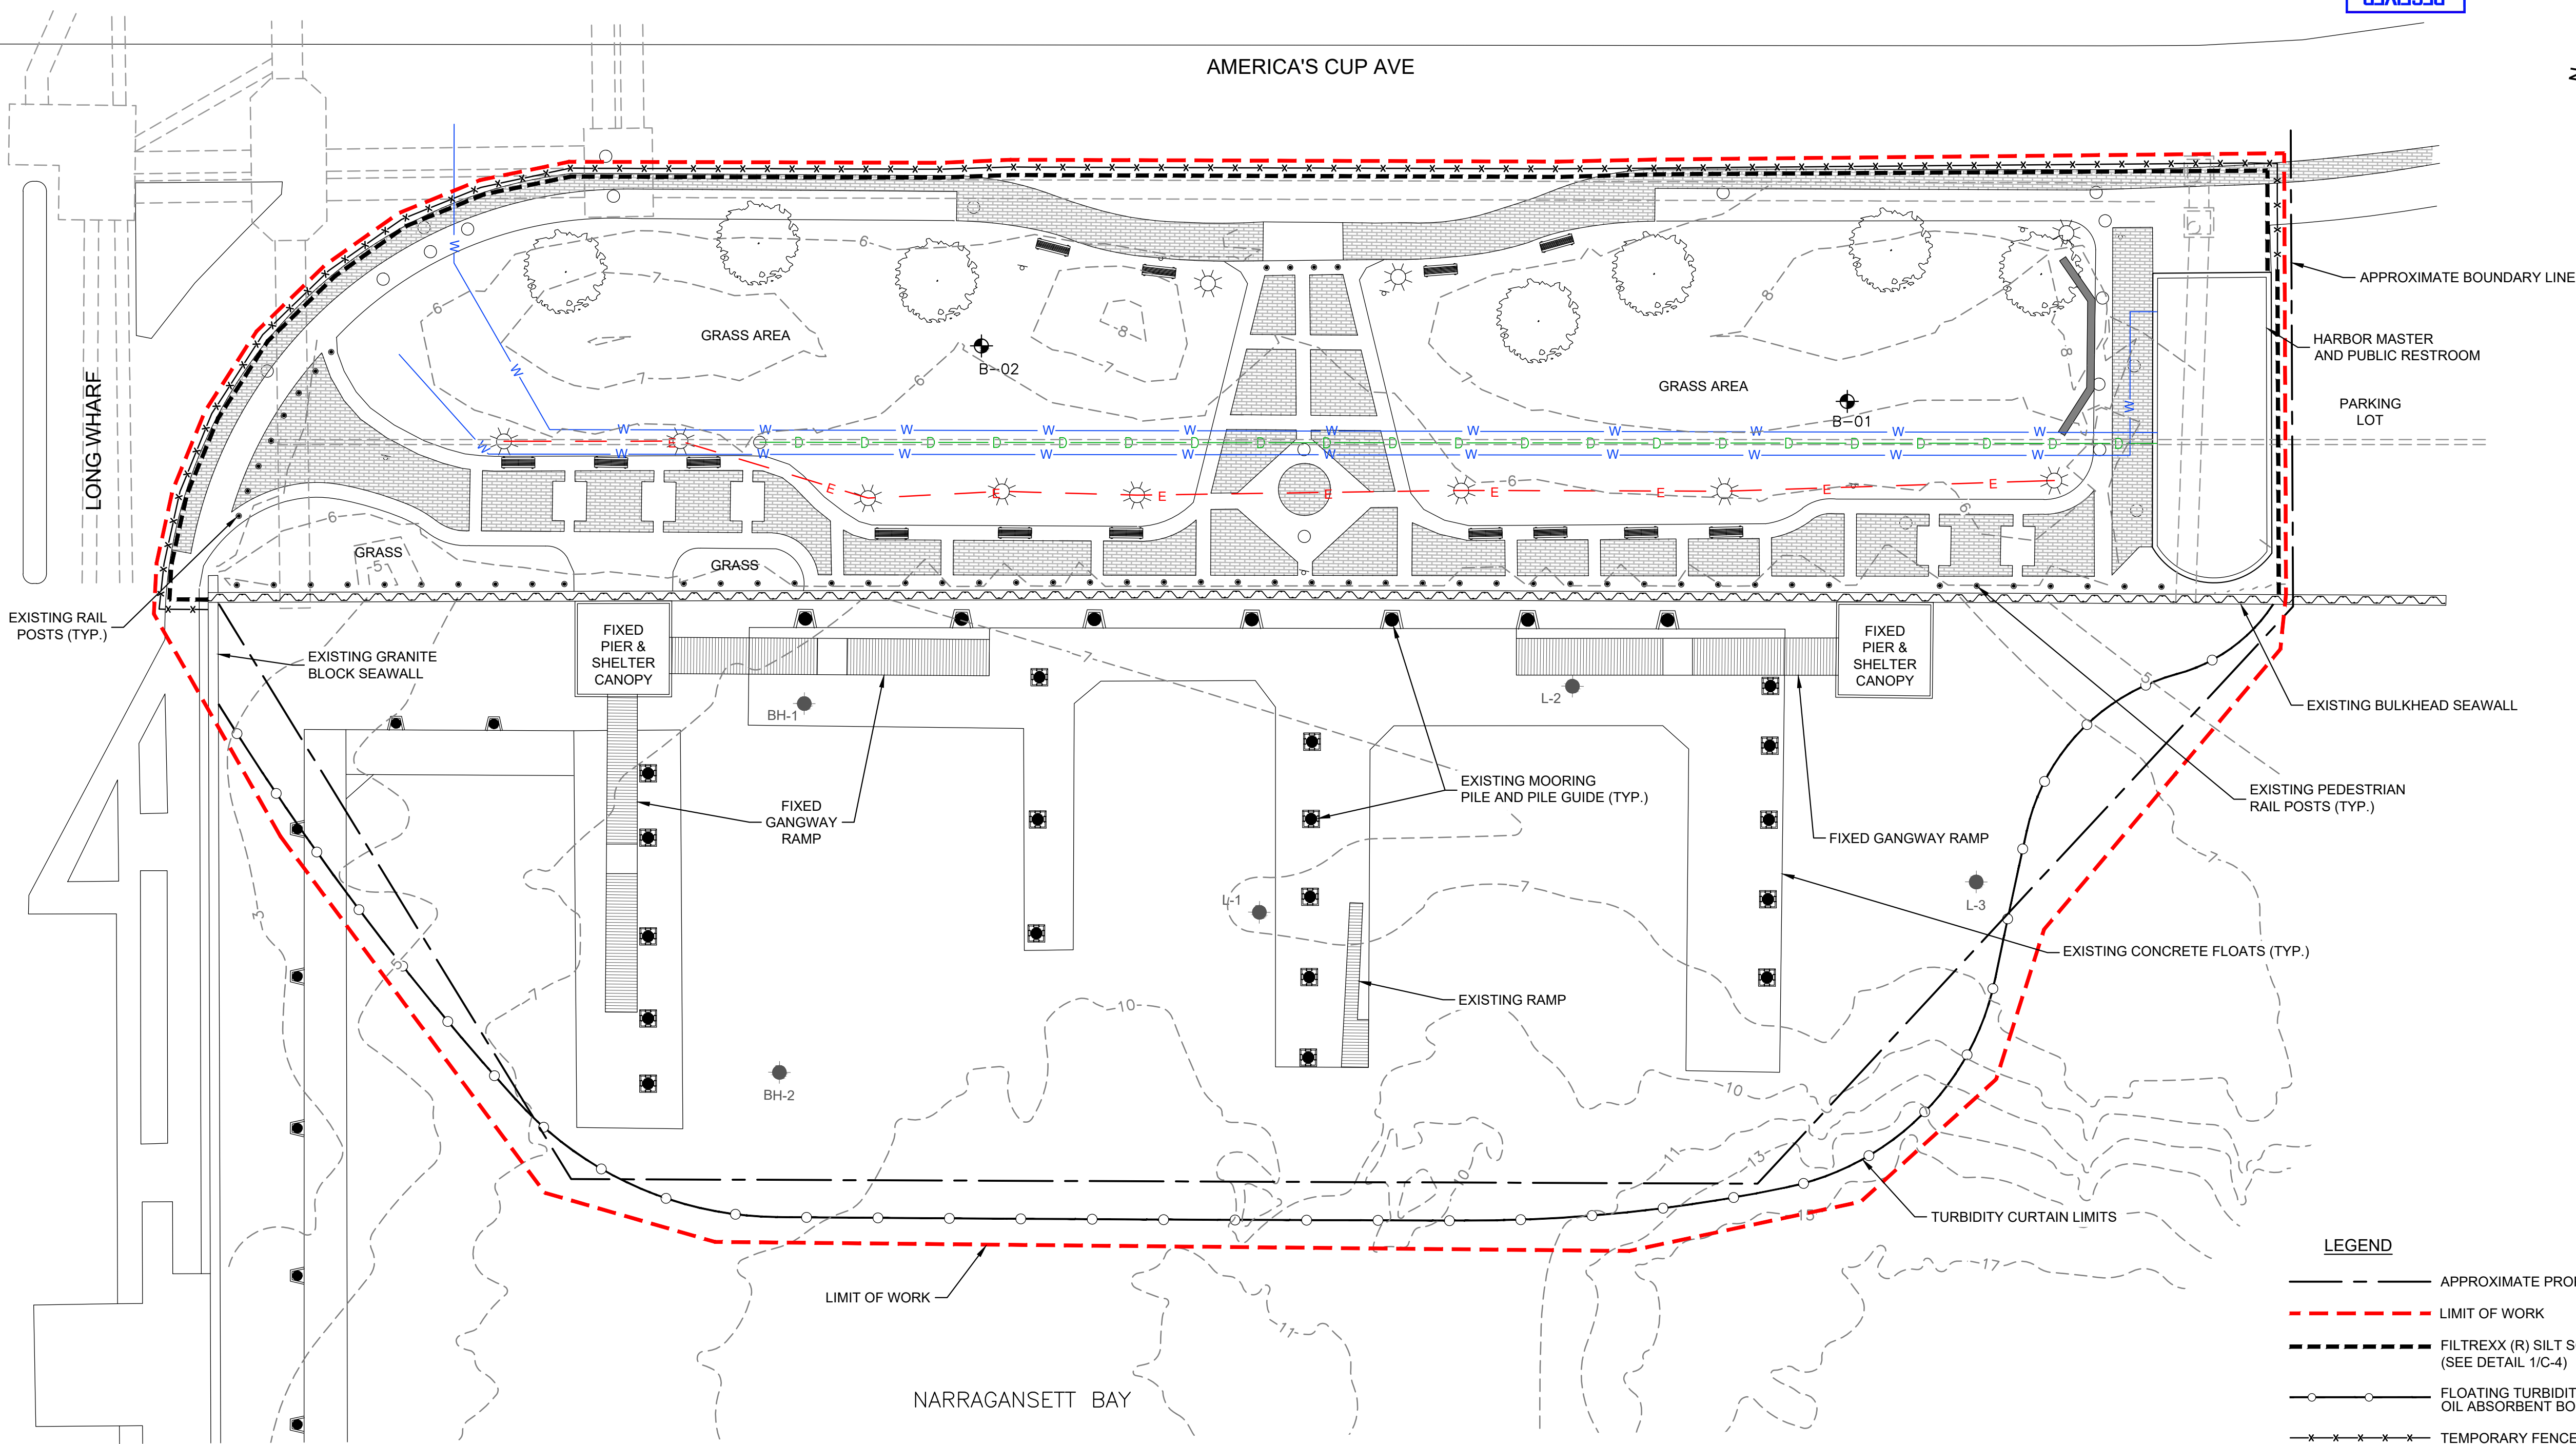 RECEIVED
AMERICA'S CUP AVE
LONG WHARF
APPROXIMATE BOUNDARY LINE
HARBOR MASTER
AND PUBLIC RESTROOM
PARKING
LOT
GRASS AREA
B-02
GRASS AREA
B-01
GRASS
GRASS
EXISTING RAIL
POSTS (TYP.)
EXISTING GRANITE
BLOCK SEAWALL
FIXED
PIER &
SHELTER
CANOPY
FIXED
PIER &
SHELTER
CANOPY
BH-1
L-2
EXISTING BULKHEAD SEAWALL
EXISTING MOORING
PILE AND PILE GUIDE (TYP.)
EXISTING PEDESTRIAN
RAIL POSTS (TYP.)
FIXED
GANGWAY
RAMP
FIXED GANGWAY RAMP
L-1
L-3
EXISTING CONCRETE FLOATS (TYP.)
EXISTING RAMP
BH-2
TURBIDITY CURTAIN LIMITS
LIMIT OF WORK
NARRAGANSETT BAY
LEGEND
LIMIT OF WORK
APPROXIMATE
FILTREXX (R) SILT
(SEE DETAIL 1/C-4)
FLOATING
OIL ABSORBENT
TEMPORARY FENCE